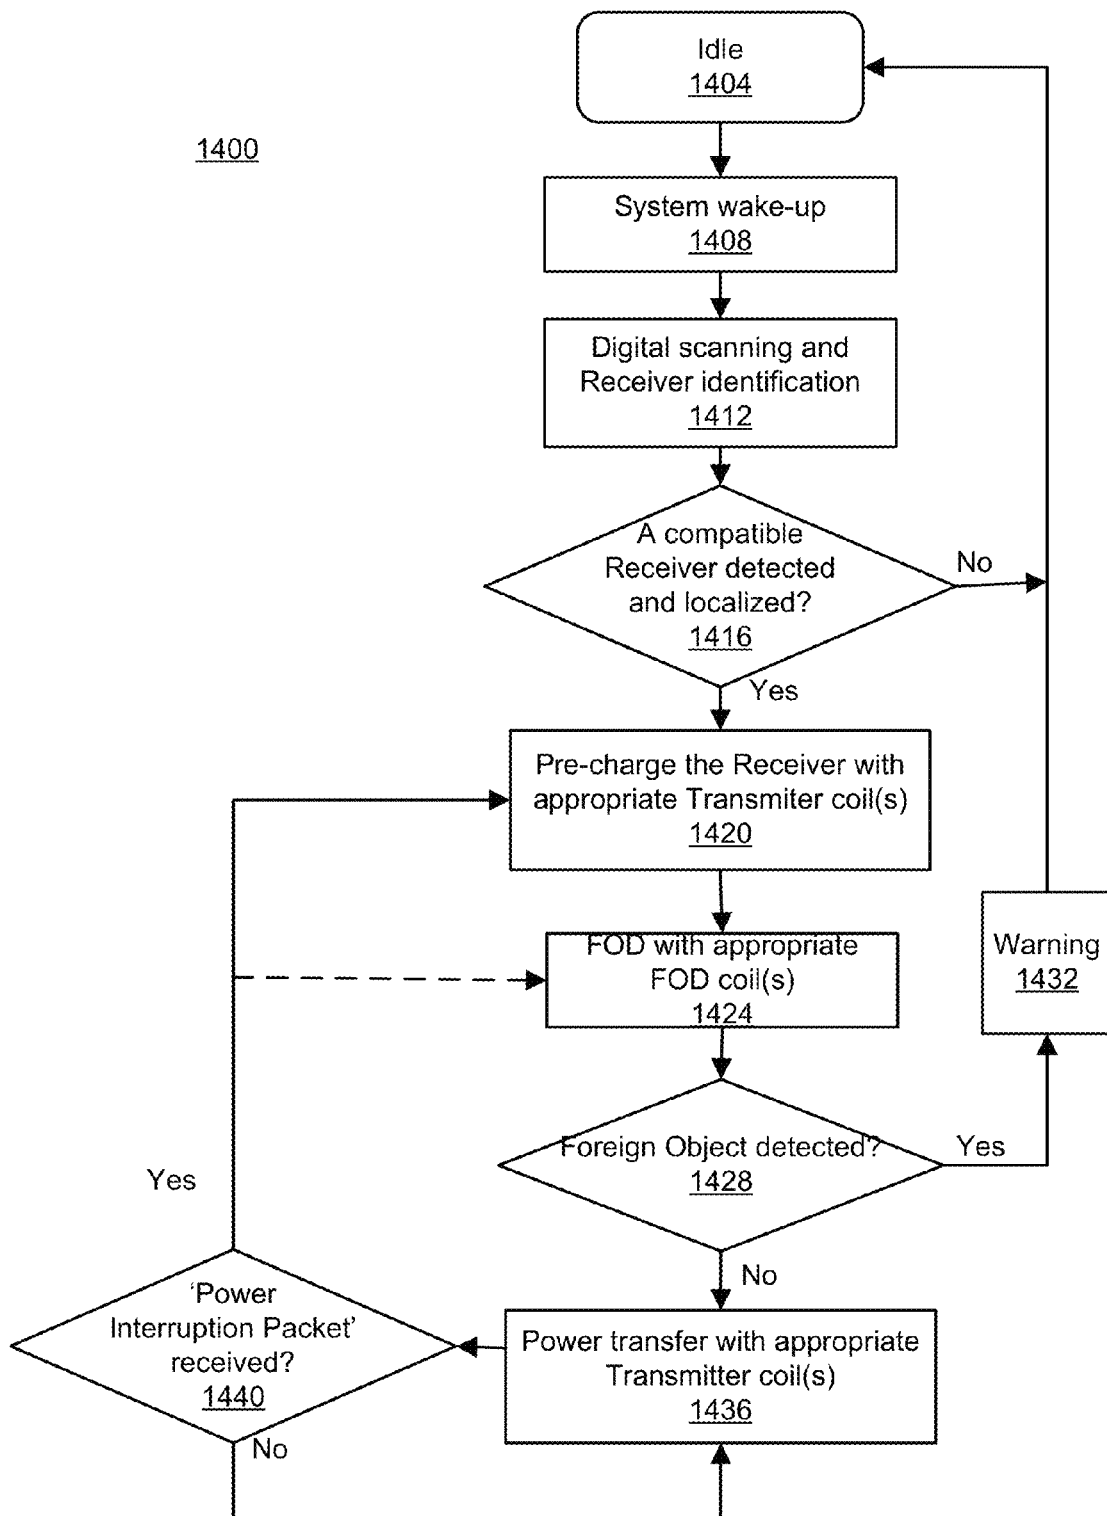 Idle
1404
1400
System wake-up
1408
Digital scanning and
Receiver identification
1412
A compatible
Receiver detected
and localized?
1416
No
Yes
Pre-charge the Receiver with
appropriate Transmiter coil(s)
1420
FOD with appropriate
FOD coil(s)
1424
Warning
1432
Foreign Object detected?
1428
Yes
Yes
No
'Power
Interruption Packet'
received?
1440
Power transfer with appropriate
Transmitter coil(s)
1436
No